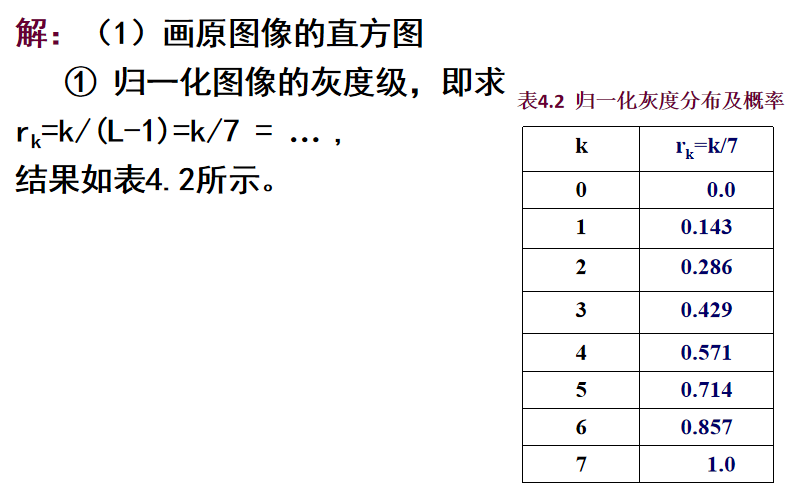 解：（1）画原图像的直方图
① 归一化图像的灰度级，即求
rk=k/(L-1)=k/7 = … ,
结果如表4.2所示。
表4.2 归一化灰度分布及概率
k rk=k/7
0 0.0
1 0.143
2 0.286
3 0.429
4 0.571
5 0.714
6 0.857
7 1.0